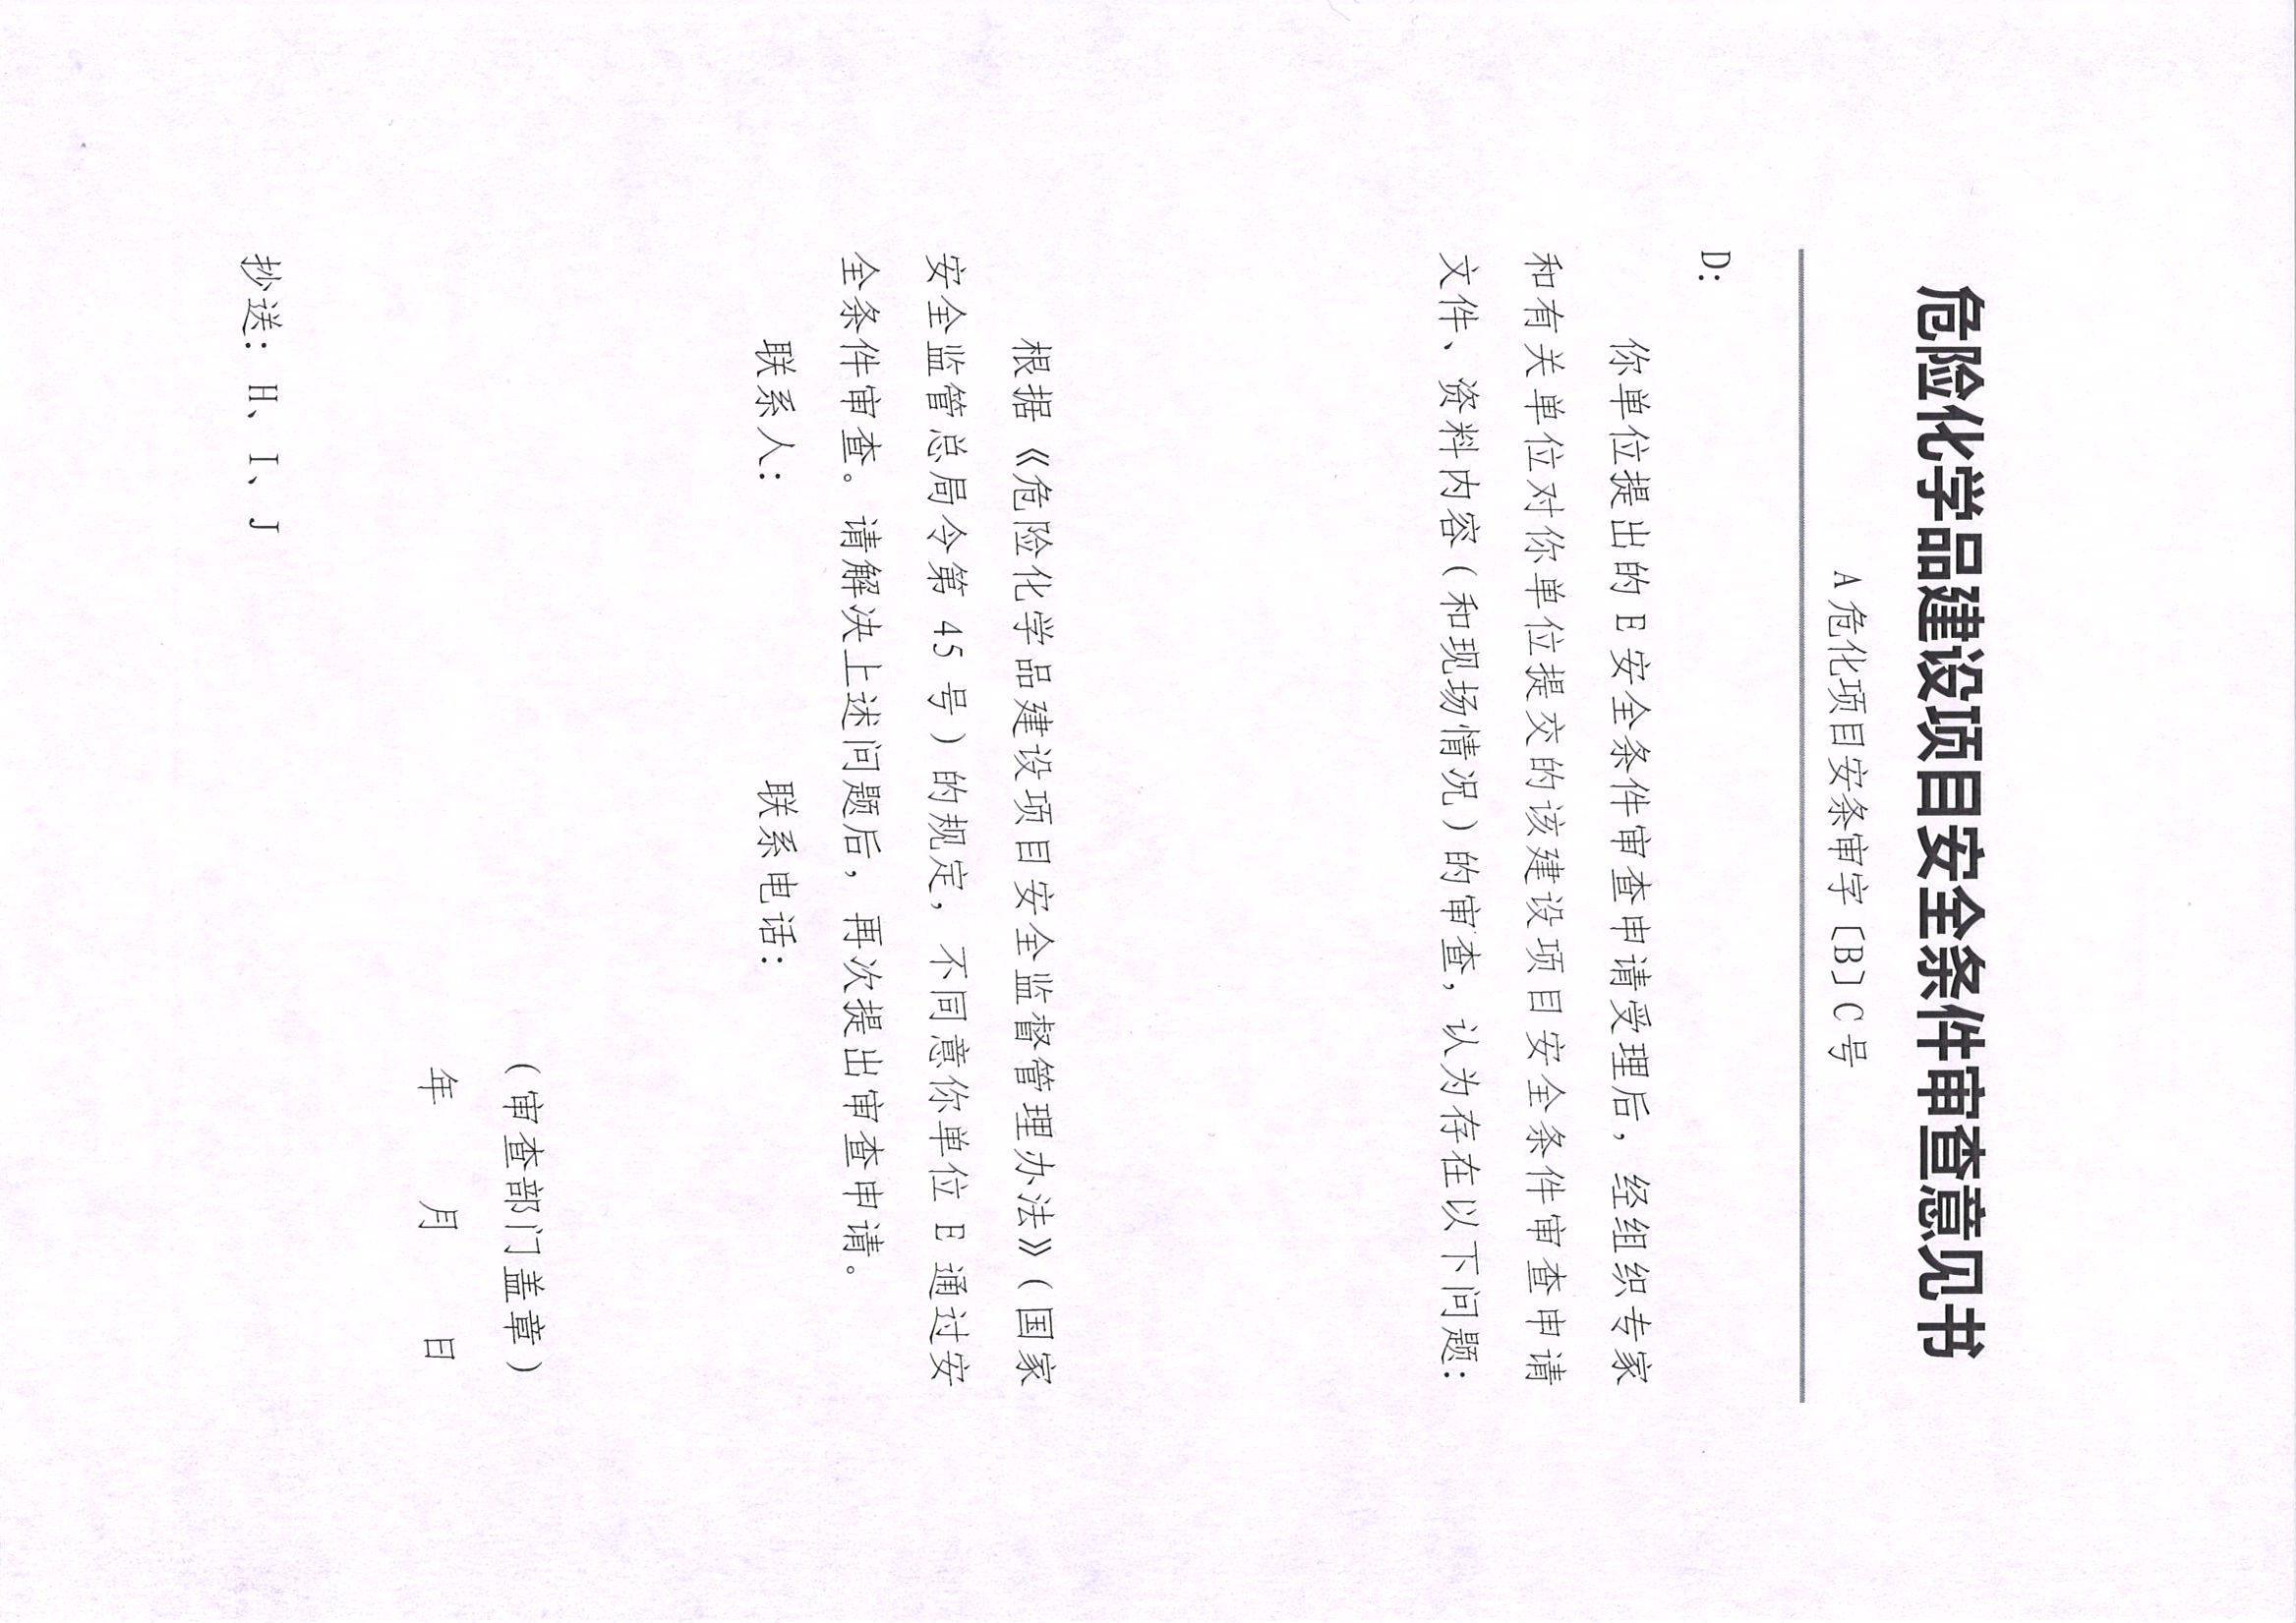 危险化学品建设项目安全条件审查意见书
A危化项目安条审字〔B〕C号
D：
你单位提出的E安全条件审查申请受理后，经组织专家
和有关单位对你单位提交的该建设项目安全条件审查申请
文件、资料内容（和现场情况）的审查，认为存在以下问题：
根据《危险化学品建设项目安全监督管理办法》（国家
安全监管总局令第 45 号）的规定，不同意你单位 E 通过安
全条件审查。请解决上述问题后，再次提出审查申请。
联系人： 联系电话：
（审查部门盖章）
年 月 日
抄送：H、I、J